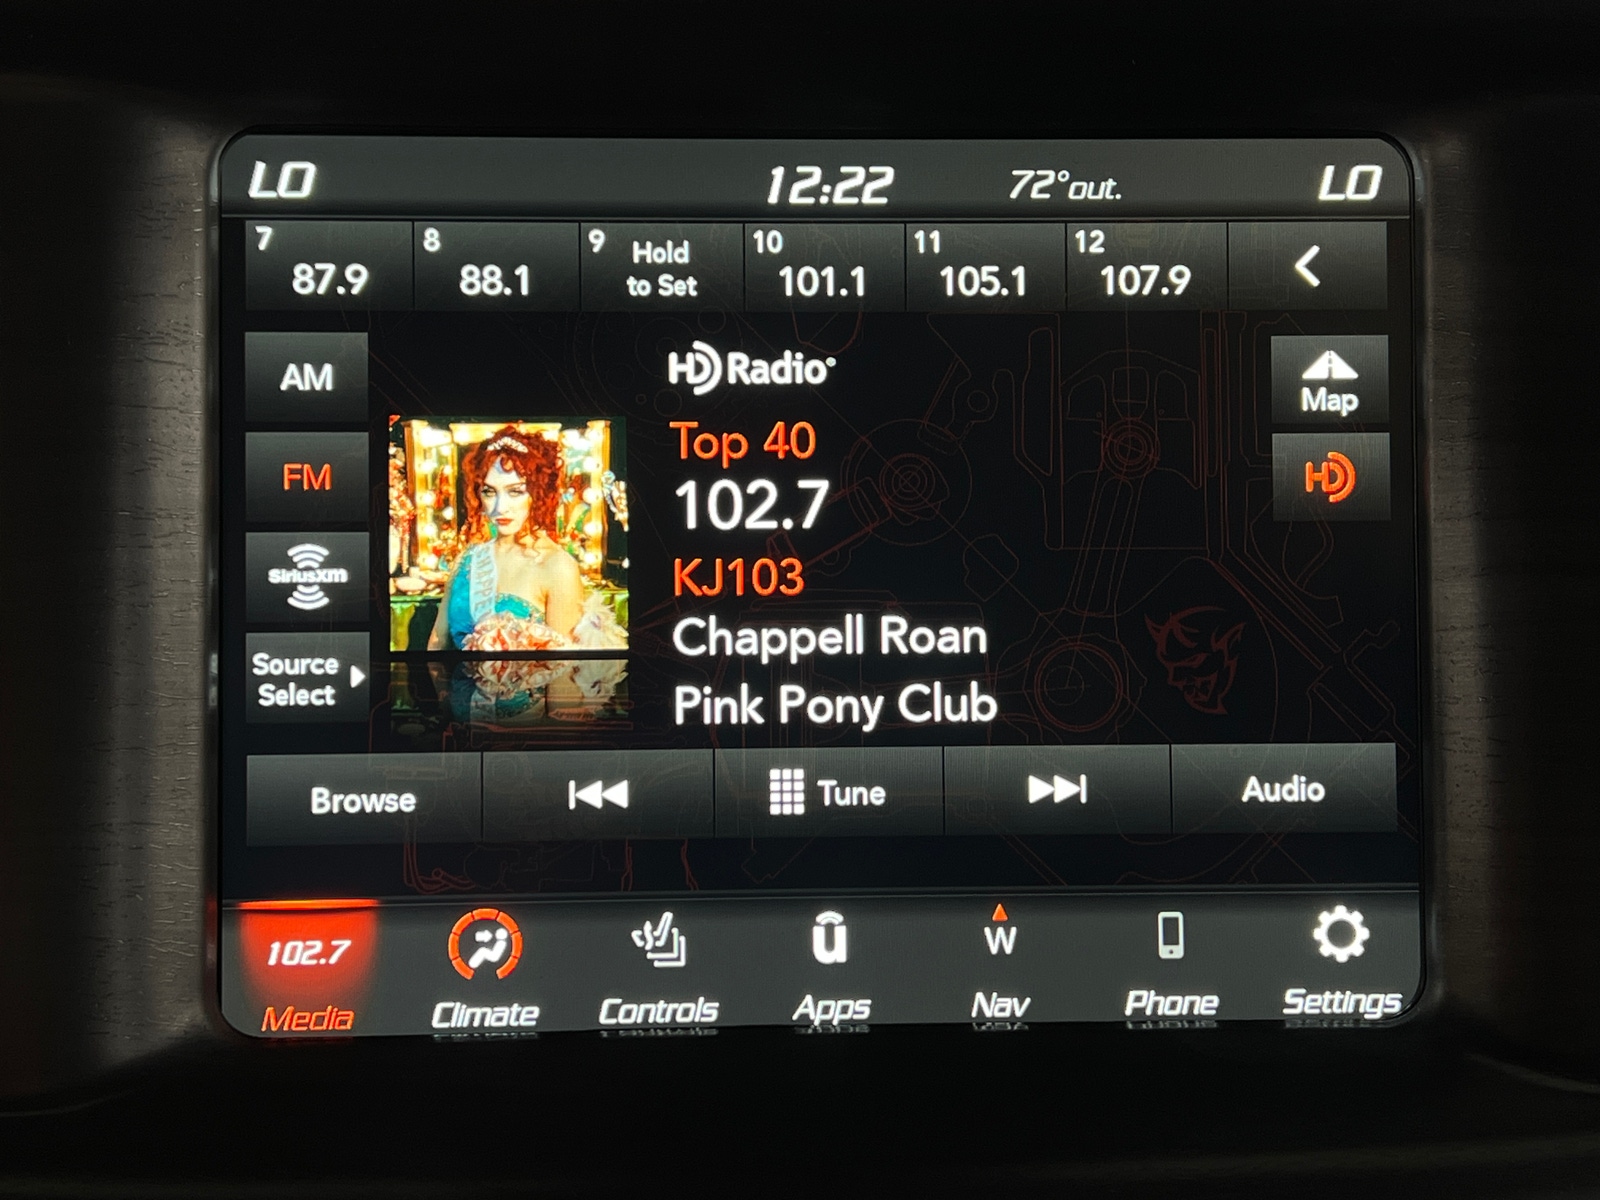 LO 12:22 72°out. LO
7 87.9
8 88.1
9 Hold to Set
10 101.1
11 105.1
12 107.9
AM
FM
SiriusXM
Source
Select
HD Radio
Top 40
102.7
KJ103
Chappell Roan
Pink Pony Club
Map
HD
Browse
Tune
Audio
102.7
Media
Climate
Controls
u
Apps
W
Nav
Phone
Settings